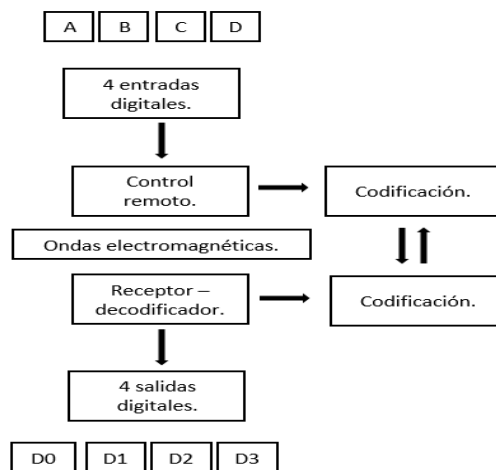 A B C D
4 entradas
digitales.
Control
remoto.
Codificación.
Ondas electromagnéticas.
Receptor –
decodificador.
Codificación.
4 salidas
digitales.
D0 D1 D2 D3